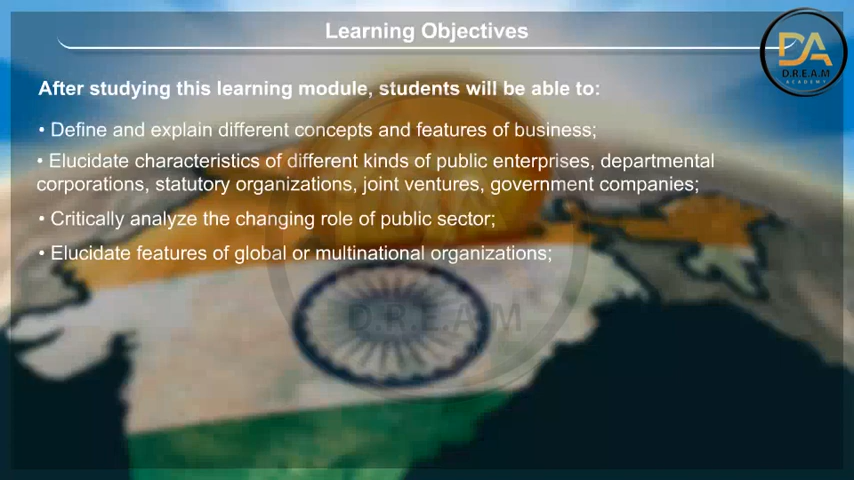 Learning Objectives
DA
D.R.E.A.M
ACADEMY
After studying this learning module, students will be able to:
• Define and explain different concepts and features of business;
• Elucidate characteristics of different kinds of public enterprises, departmental
corporations, statutory organizations, joint ventures, government companies;
• Critically analyze the changing role of public sector;
• Elucidate features of global or multinational organizations;
D.R.E.A.M